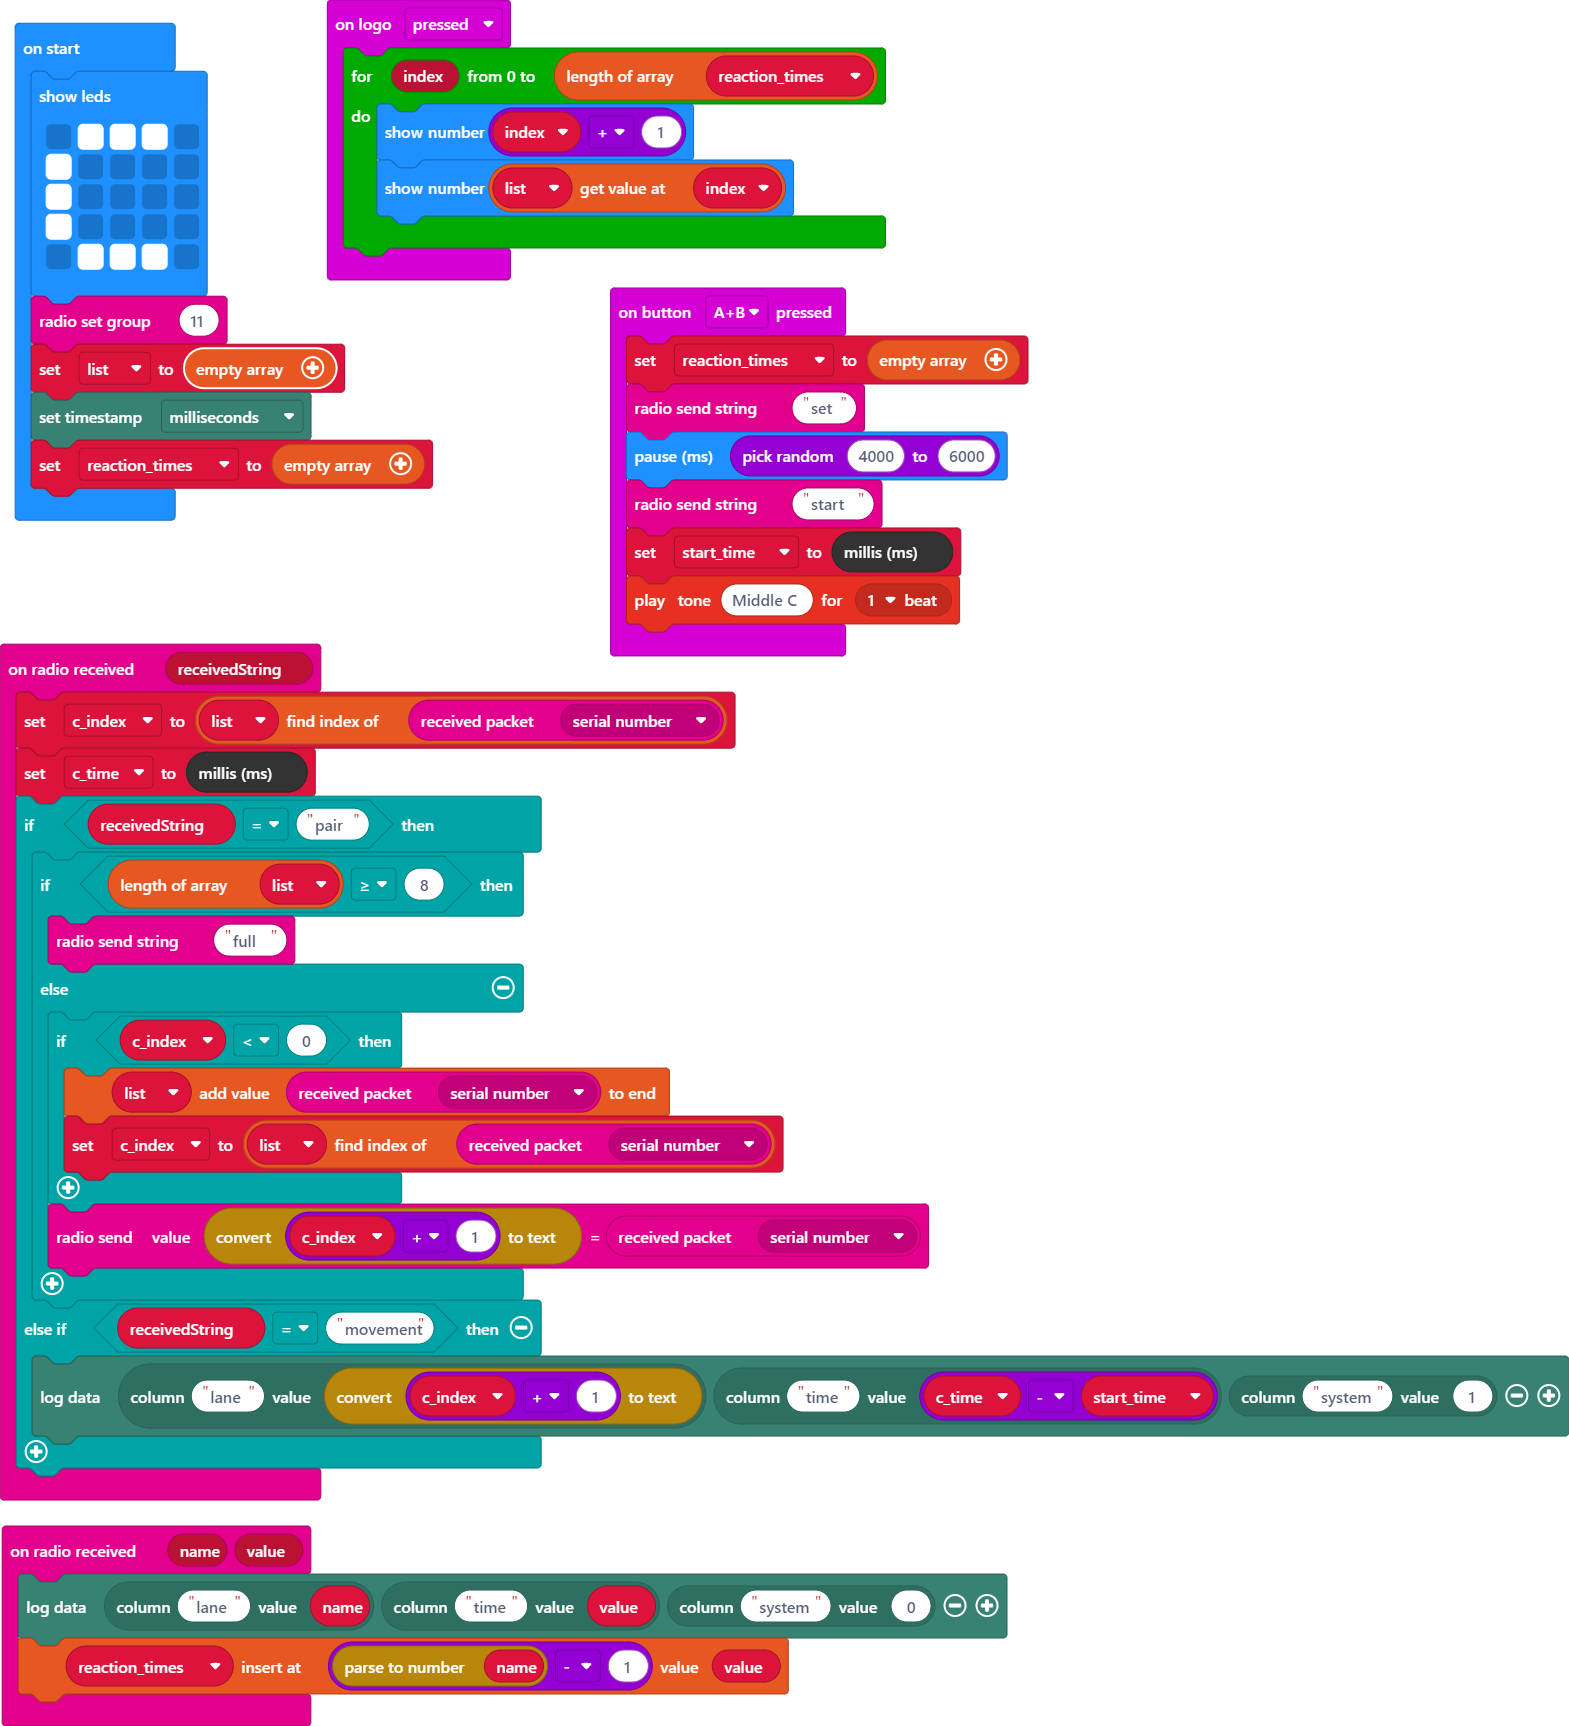 on start
show leds
radio set group 11
set list to empty array
set timestamp milliseconds
set reaction_times to empty array
on logo pressed
for index from 0 to length of array reaction_times
do
show number index + 1
show number list get value at index
on button A+B pressed
set reaction_times to empty array
radio send string "set"
pause (ms) pick random 4000 to 6000
radio send string "start"
set start_time to millis (ms)
play tone Middle C for 1 beat
on radio received receivedString
set c_index to list find index of received packet serial number
set c_time to millis (ms)
if receivedString = "pair" then
if length of array list ≥ 8 then
radio send string "full"
else
if c_index < 0 then
list add value received packet serial number to end
set c_index to list find index of received packet serial number
radio send value convert c_index + 1 to text = received packet serial number
else if receivedString = "movement" then
log data column "lane" value convert c_index + 1 to text column "time" value c_time - start_time column "system" value 1
on radio received name value
log data column "lane" value name column "time" value value column "system" value 0
reaction_times insert at parse to number name - 1 value value